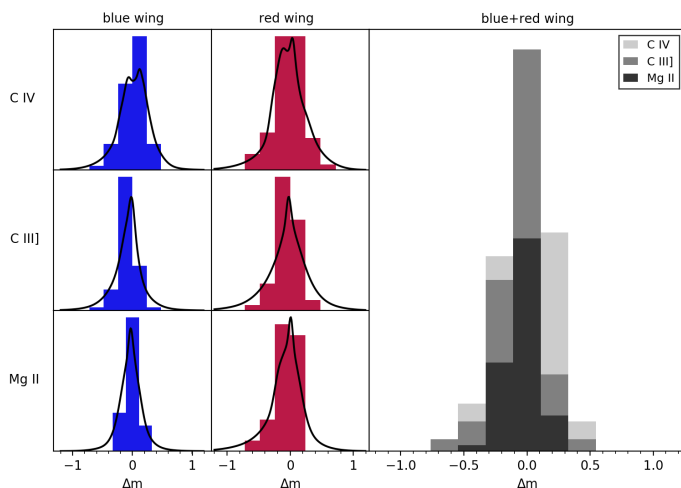 blue wing red wing blue+red wing
C IV
C III]
Mg II
C IV
C III]
Mg II
−1 0 1 −1 0 1 −1.0 −0.5 0.0 0.5 1.0
Δm Δm Δm